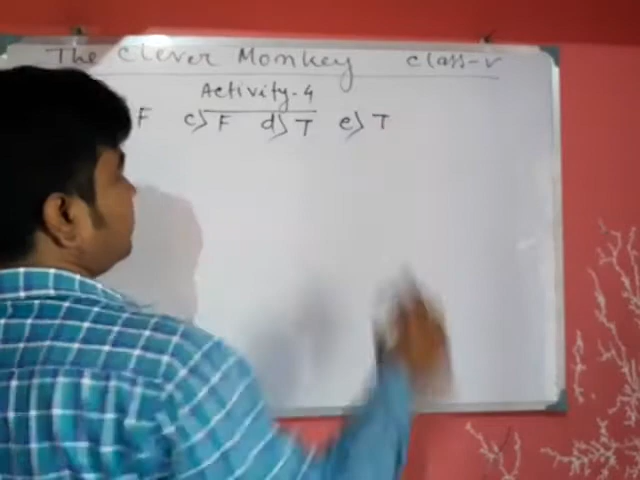 The Clever Monkey Class-V
Activity-4
F c) F d) T e) T